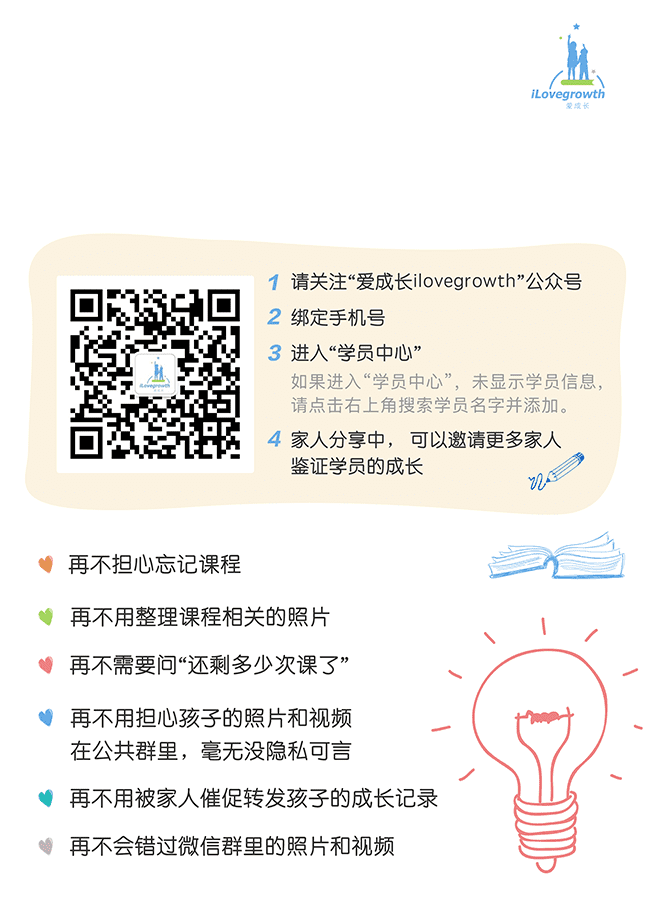 iLovegrowth
爱成长
iLovegrowth
1 请关注“爱成长ilovegrowth”公众号
2 绑定手机号
3 进入“学员中心”
如果进入“学员中心”，未显示学员信息，
请点击右上角搜索学员名字并添加。
4 家人分享中， 可以邀请更多家人
鉴证学员的成长
再不担心忘记课程
再不用整理课程相关的照片
再不需要问“还剩多少次课了”
再不用担心孩子的照片和视频
在公共群里，毫无没隐私可言
再不用被家人催促转发孩子的成长记录
再不会错过微信群里的照片和视频